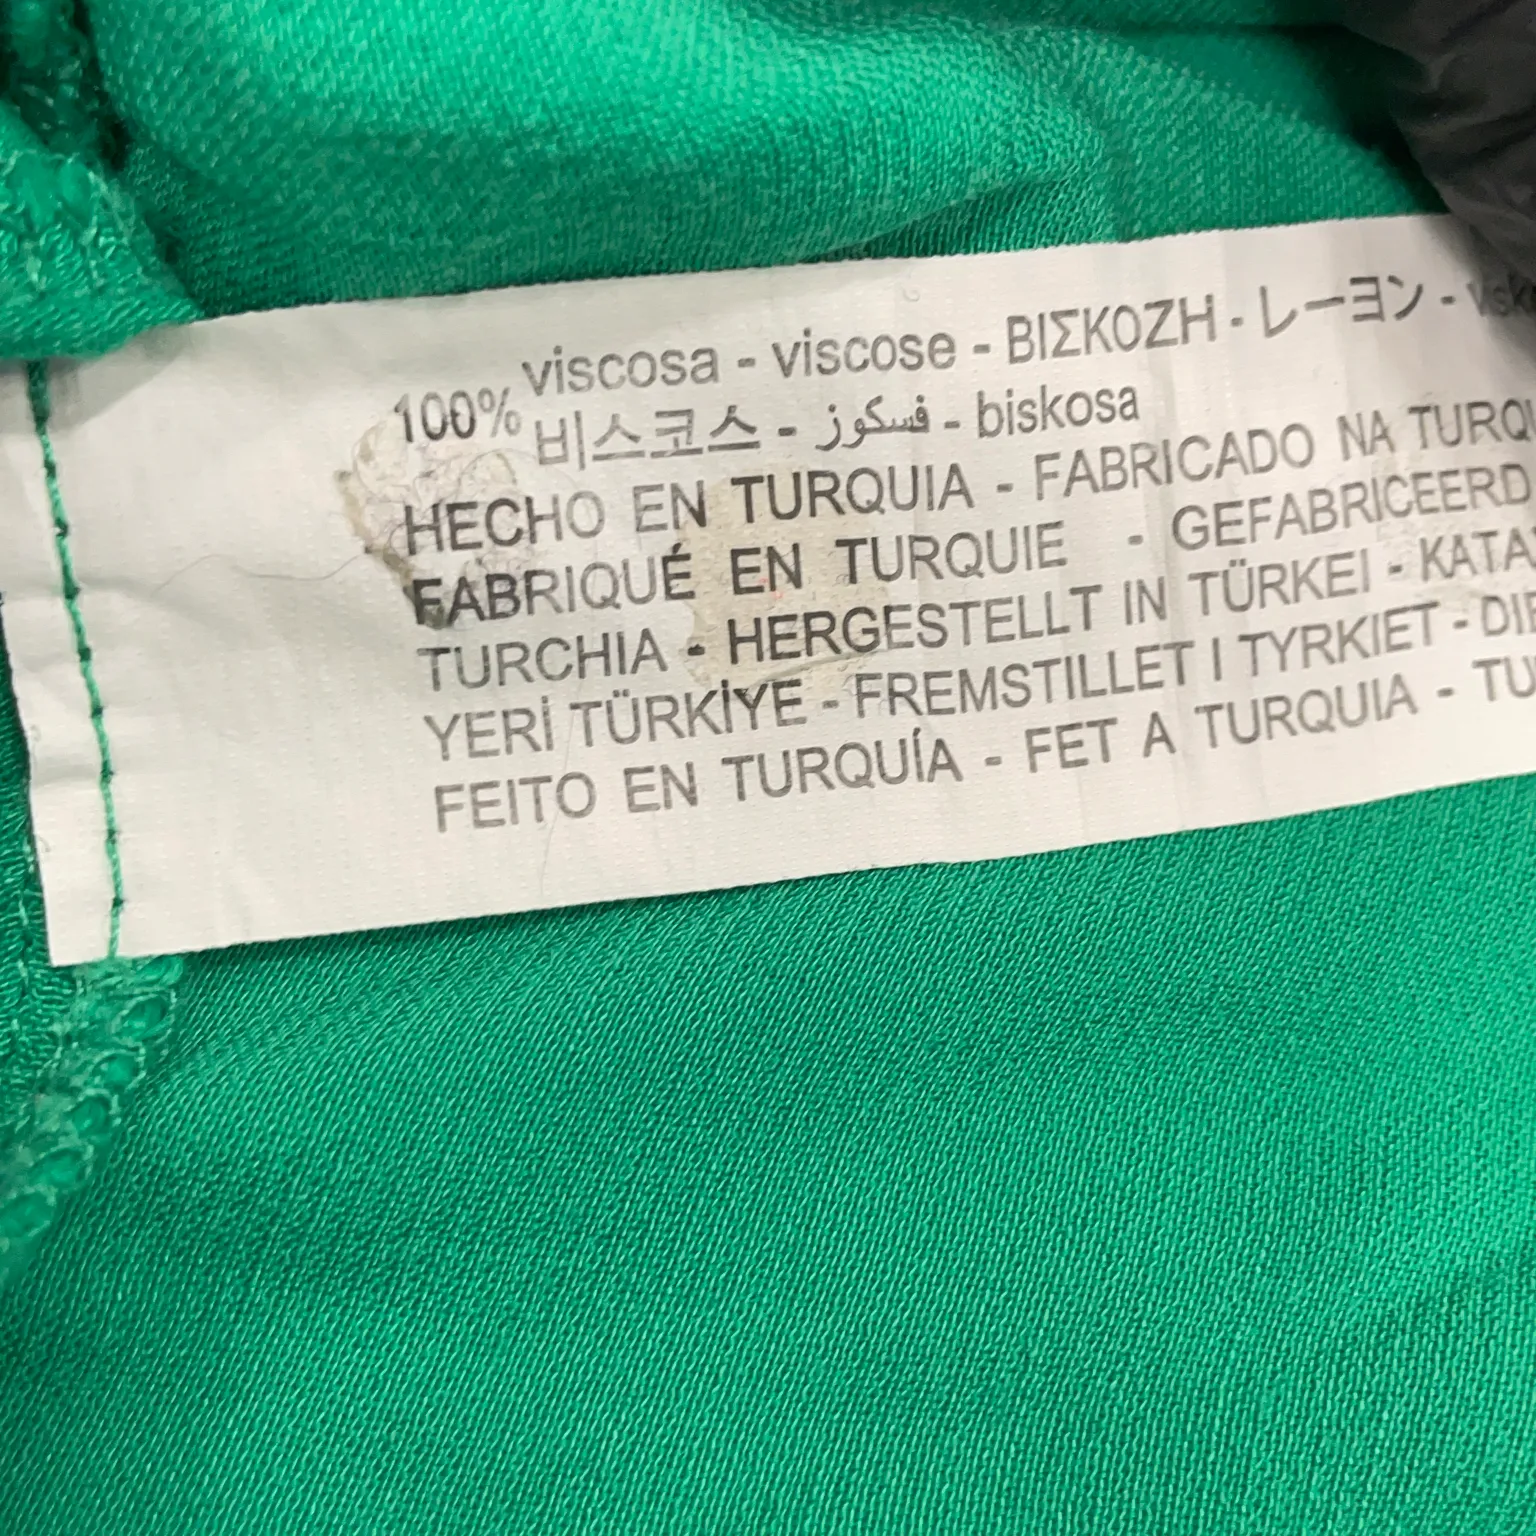 100% viscosa - viscose - ΒΙΣΚΟΖΗ - レーヨン -
비스코스 - فسكوز - biskosa
HECHO EN TURQUIA - FABRICADO NA
FABRIQUÉ EN TURQUIE - GEFABRICEERD
TURCHIA - HERGESTELLT IN TÜRKEI -
YERİ TÜRKİYE - FREMSTILLET I TYRKIET -
FEITO EN TURQUÍA - FET A TURQUIA -